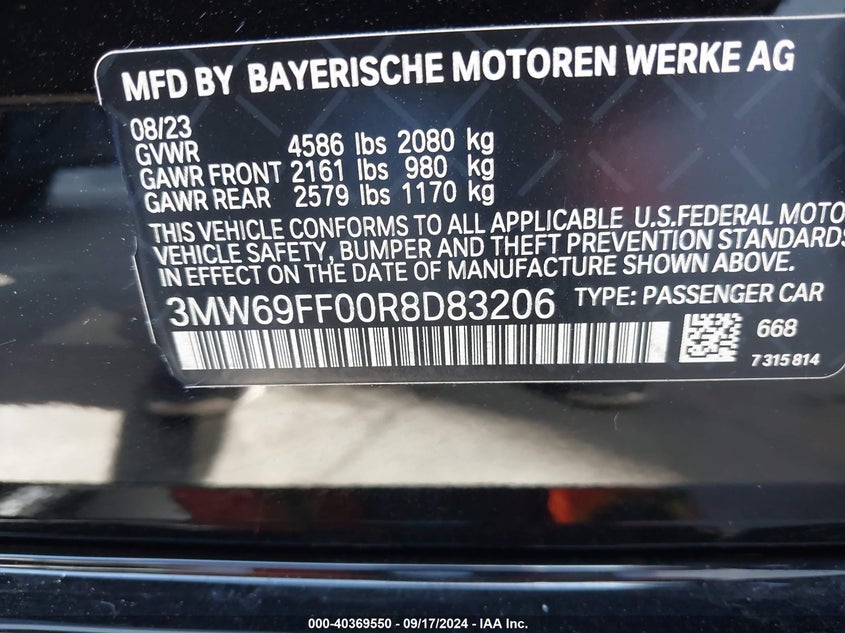 MFD BY BAYERISCHE MOTOREN WERKE AG
08/23
GVWR 4586 lbs 2080 kg
GAWR FRONT 2161 lbs 980 kg
GAWR REAR 2579 lbs 1170 kg
THIS VEHICLE CONFORMS TO ALL APPLICABLE U.S.FEDERAL MOTO
VEHICLE SAFETY, BUMPER AND THEFT PREVENTION STANDARDS
IN EFFECT ON THE DATE OF MANUFACTURE SHOWN ABOVE.
3MW69FF00R8D83206 TYPE: PASSENGER CAR
668
7315814
000-40369550 - 09/17/2024 - IAA Inc.